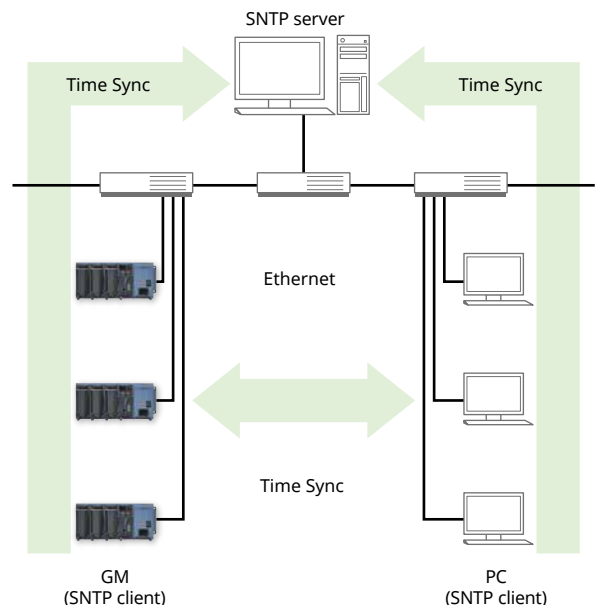 SNTP server
Time Sync
Time Sync
Ethernet
Time Sync
GM
(SNTP client)
PC
(SNTP client)